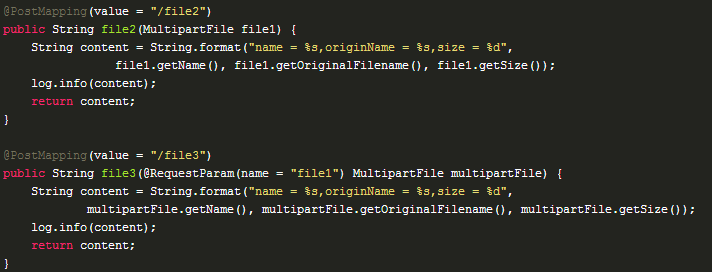 @PostMapping(value = "/file2")
public String file2(MultipartFile file1) {
    String content = String.format("name = %s,originName = %s,size = %d",
            file1.getName(), file1.getOriginalFilename(), file1.getSize());
    log.info(content);
    return content;
}

@PostMapping(value = "/file3")
public String file3(@RequestParam(name = "file1") MultipartFile multipartFile) {
    String content = String.format("name = %s,originName = %s,size = %d",
            multipartFile.getName(), multipartFile.getOriginalFilename(), multipartFile.getSize());
    log.info(content);
    return content;
}